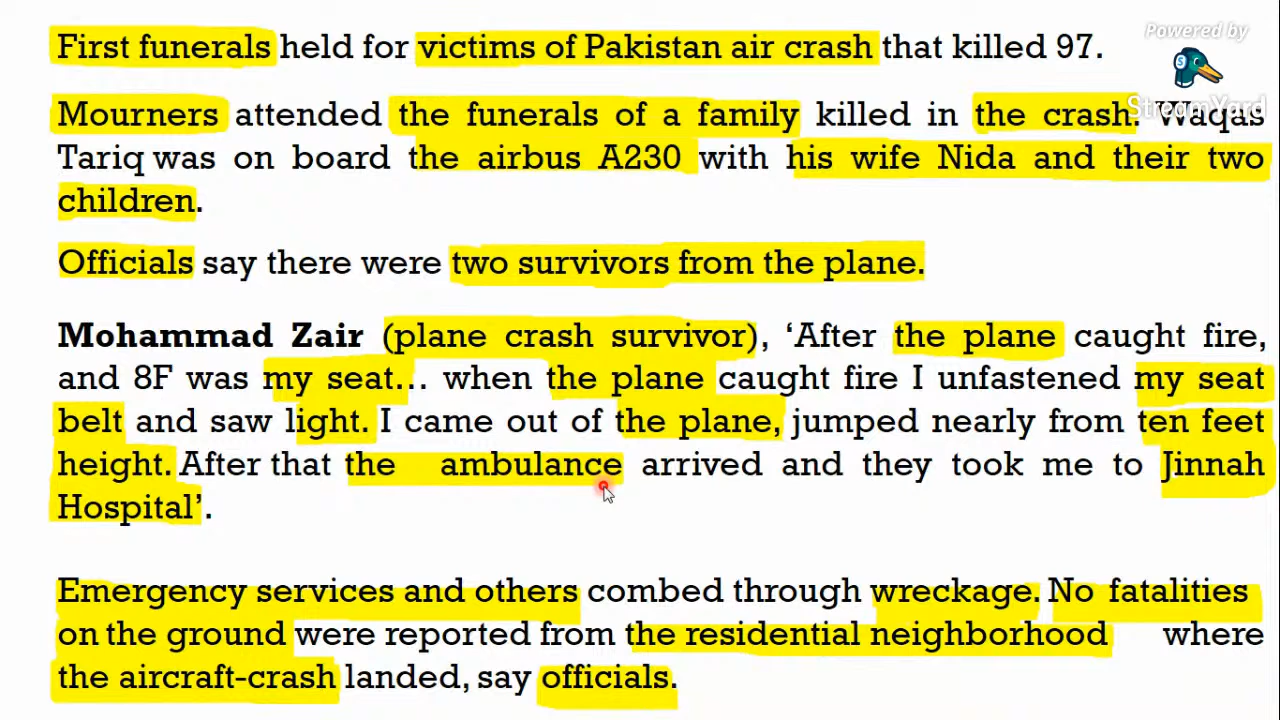 First funerals held for victims of Pakistan air crash that killed 97.
Powered by
S
StreamYard
Mourners attended the funerals of a family killed in the crash. Waqas
Tariq was on board the airbus A230 with his wife Nida and their two
children.
Officials say there were two survivors from the plane.
Mohammad Zair (plane crash survivor), ‘After the plane caught fire,
and 8F was my seat… when the plane caught fire I unfastened my seat
belt and saw light. I came out of the plane, jumped nearly from ten feet
height. After that the ambulance arrived and they took me to Jinnah
Hospital’.
Emergency services and others combed through wreckage. No fatalities
on the ground were reported from the residential neighborhood where
the aircraft-crash landed, say officials.